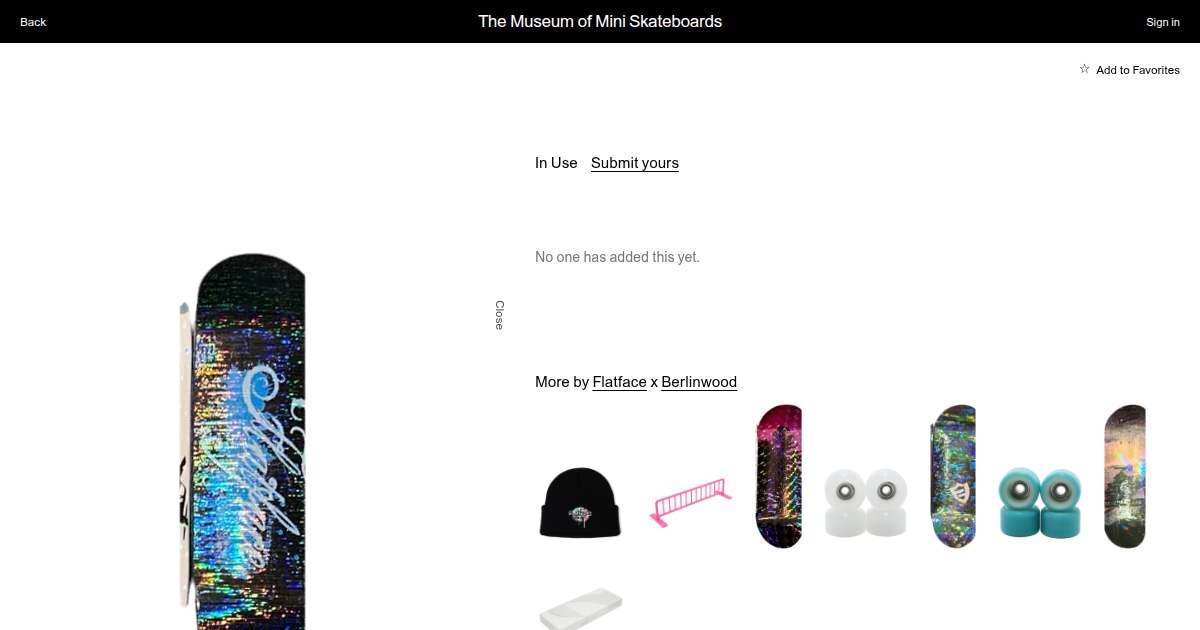 Back
The Museum of Mini Skateboards
Sign in
☆ Add to Favorites
In Use Submit yours
No one has added this yet.
Close
More by Flatface x Berlinwood